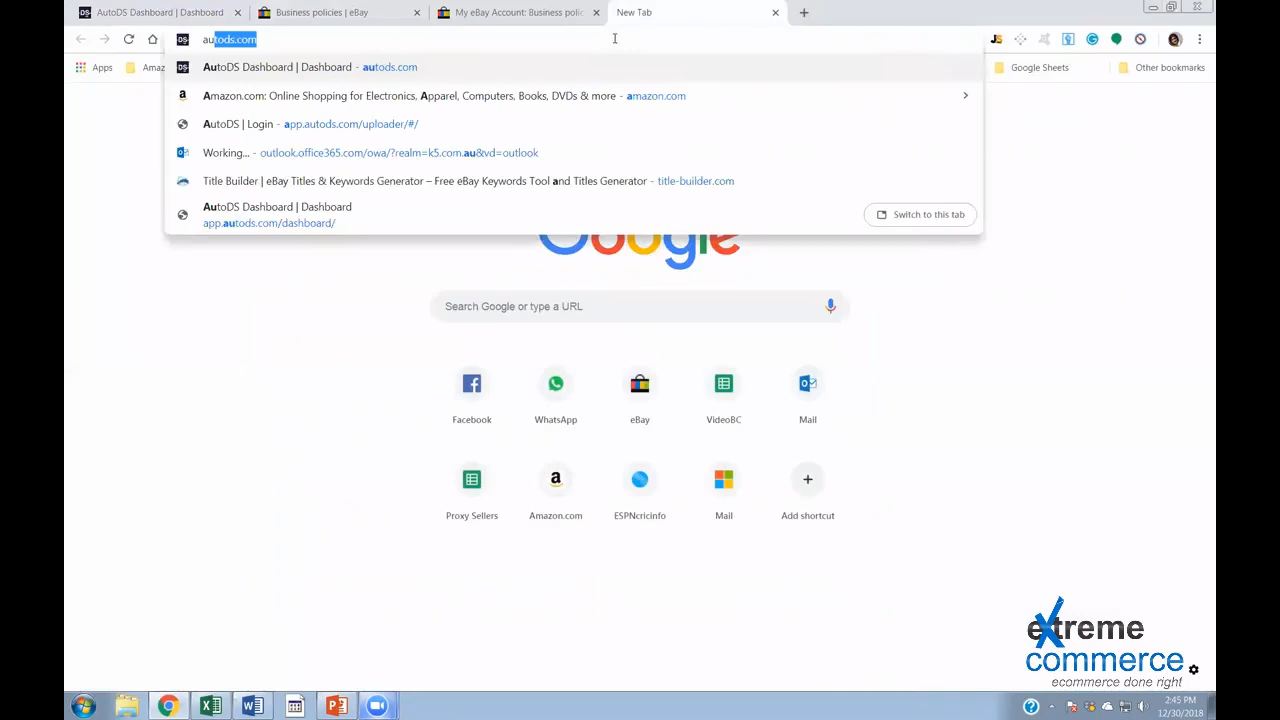 AutoDS Dashboard | Dashboard
Business policies | eBay
My eBay Account: Business polic
New Tab
autods.com
Apps
Amaz
Google Sheets
Other bookmarks
AutoDS Dashboard | Dashboard - autods.com
Amazon.com: Online Shopping for Electronics, Apparel, Computers, Books, DVDs & more - amazon.com
AutoDS | Login - app.autods.com/uploader/#/
Working... - outlook.office365.com/owa/?realm=k5.com.au&vd=outlook
Title Builder | eBay Titles & Keywords Generator – Free eBay Keywords Tool and Titles Generator - title-builder.com
AutoDS Dashboard | Dashboard
app.autods.com/dashboard/
Switch to this tab
Google
Search Google or type a URL
Facebook
WhatsApp
eBay
VideoBC
Mail
Proxy Sellers
Amazon.com
ESPNcricinfo
Mail
Add shortcut
extreme
commerce
ecommerce done right
2:45 PM
12/30/2018